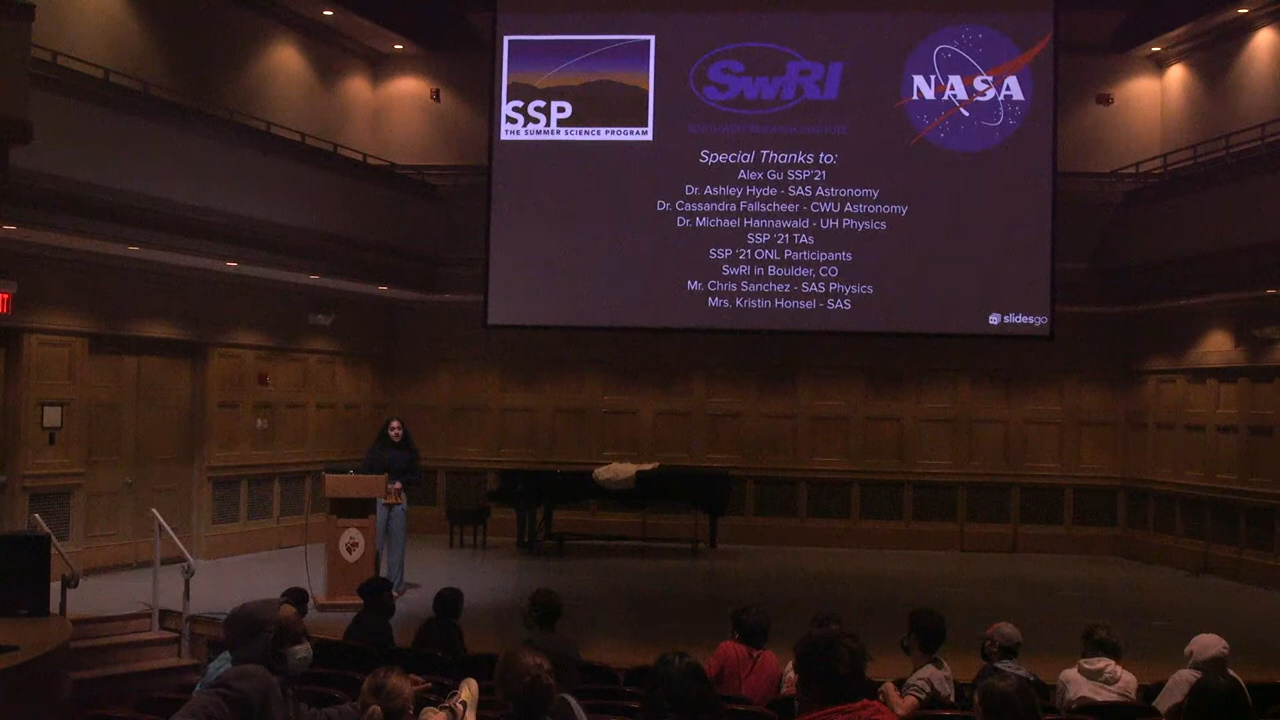 SSP
THE SUMMER SCIENCE PROGRAM
SwRI
NASA
Special Thanks to:
Alex Gu SSP'21
Dr. Ashley Hyde - SAS Astronomy
Dr. Cassandra Fallscheer - CWU Astronomy
Dr. Michael Hannawald - UH Physics
SSP ‘21 TAs
SSP ‘21 ONL Participants
SwRI in Boulder, CO
Mr. Chris Sanchez - SAS Physics
Mrs. Kristin Honsel - SAS
slidesgo